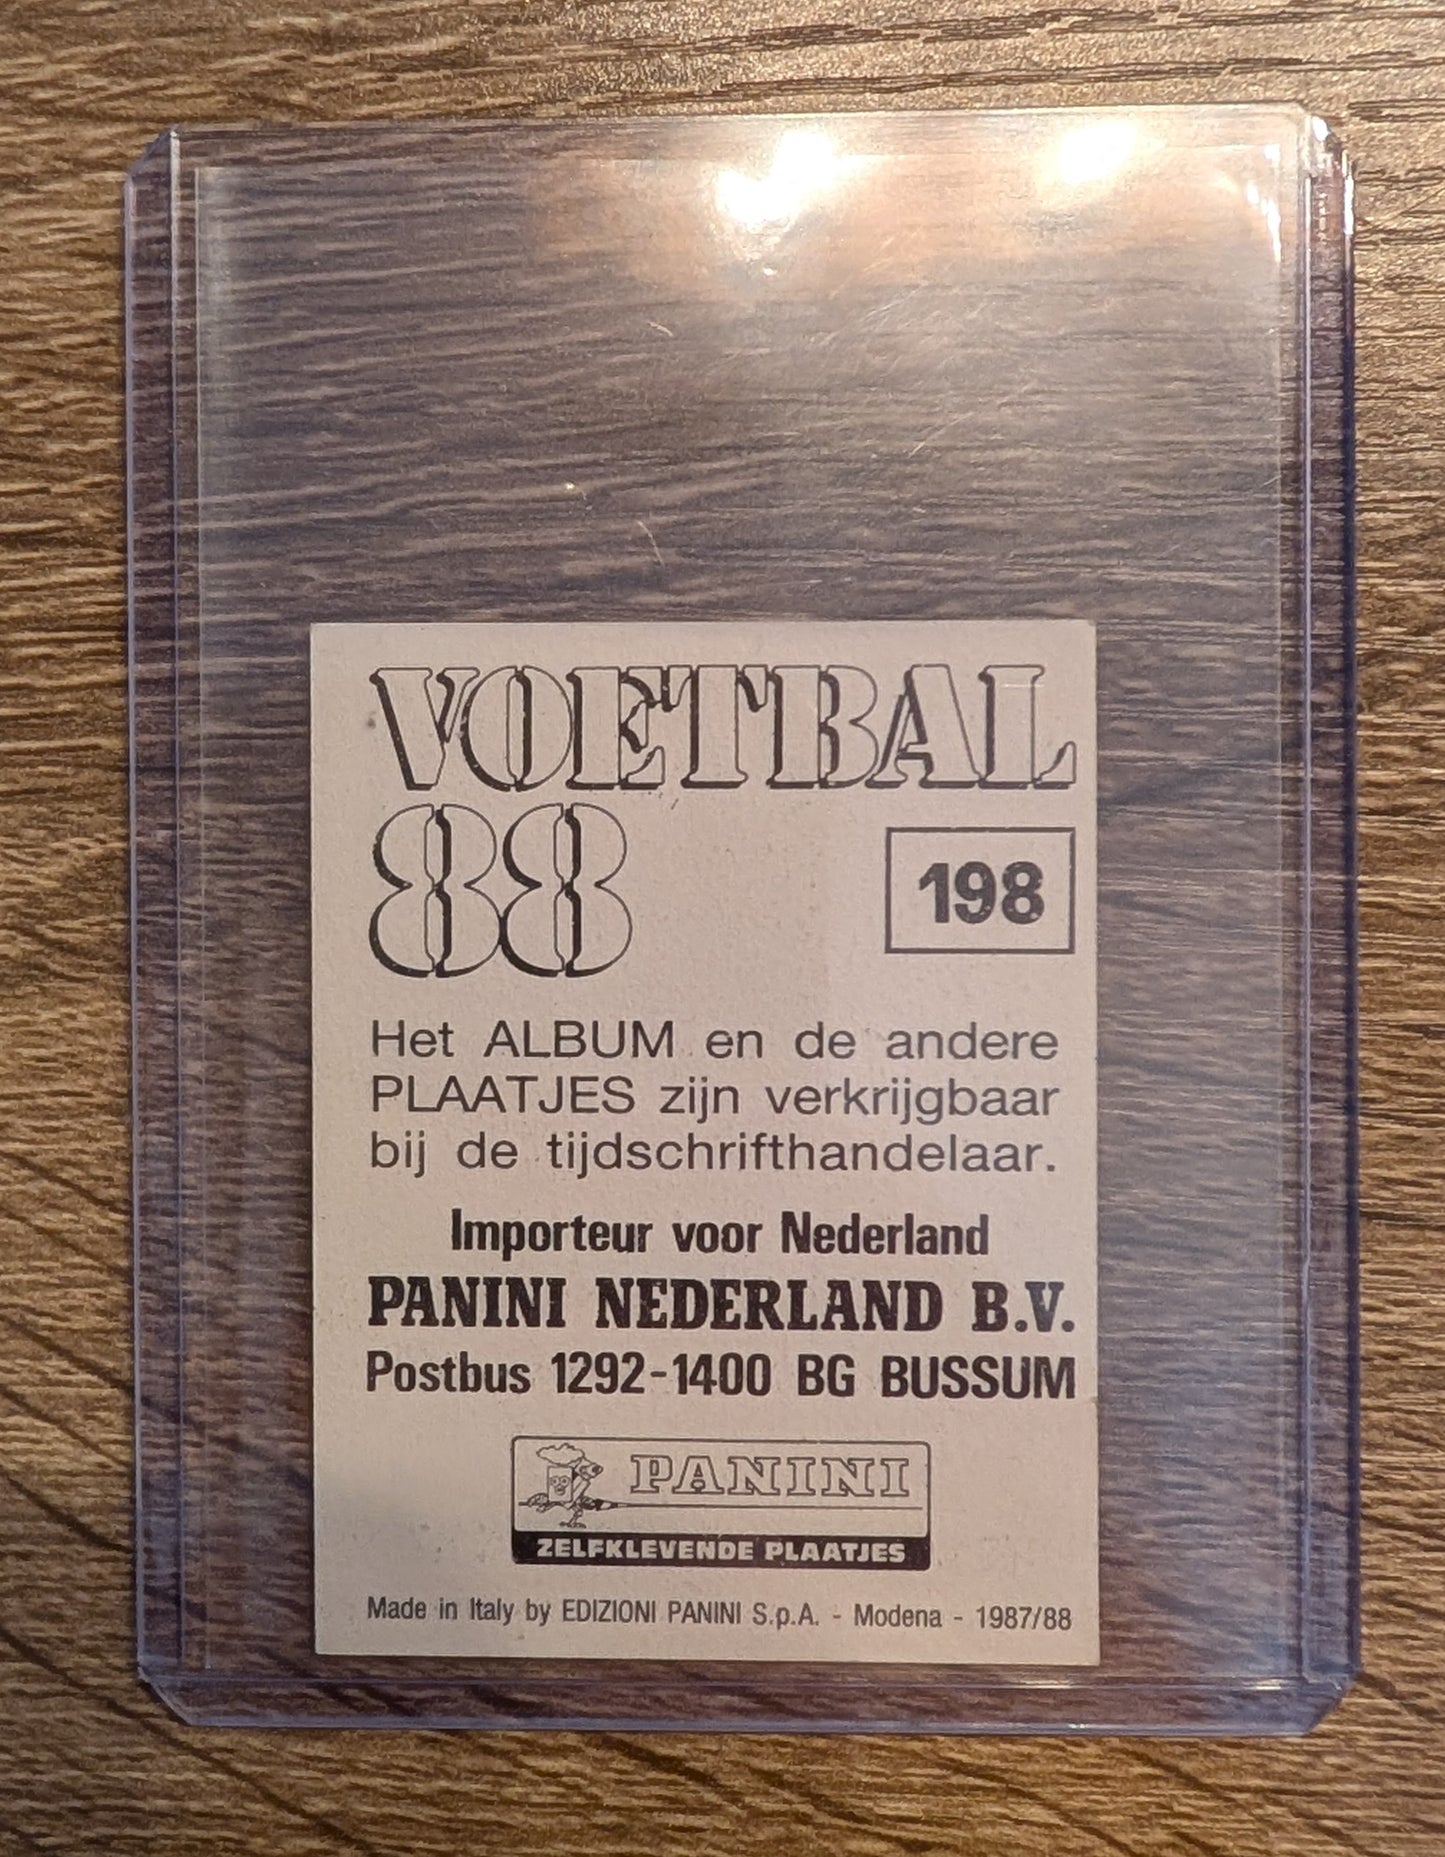 VOETBAL
88
198
Het ALBUM en de andere
PLAATJES zijn verkrijgbaar
bij de tijdschrifthandelaar.
Importeur voor Nederland
PANINI NEDERLAND B.V.
Postbus 1292-1400 BG BUSSUM
PANINI
ZELFKLEVENDE PLAATJES
Made in Italy by EDIZIONI PANINI S.p.A. - Modena - 1987/88